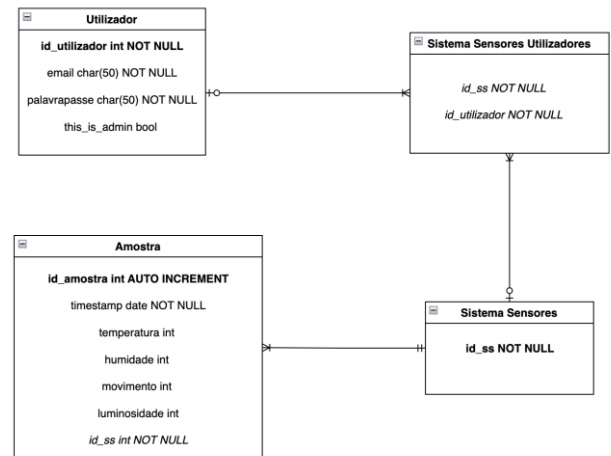 Utilizador
id_utilizador int NOT NULL
email char(50) NOT NULL
palavrapasse char(50) NOT NULL
this_is_admin bool
Sistema Sensores Utilizadores
id_ss NOT NULL
id_utilizador NOT NULL
Amostra
id_amostra int AUTO INCREMENT
timestamp date NOT NULL
temperatura int
humidade int
movimento int
luminosidade int
id_ss int NOT NULL
Sistema Sensores
id_ss NOT NULL